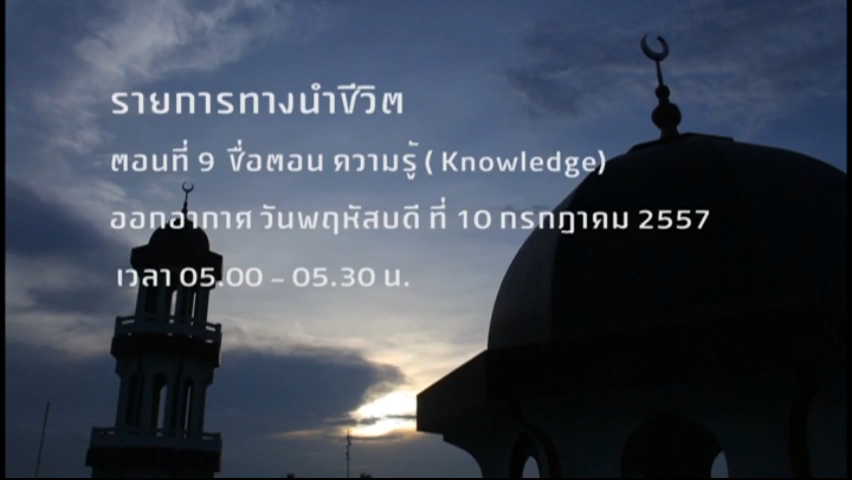 รายการทางนำชีวิต
ตอนที่ 9 ชื่อตอน ความรู้ ( Knowledge)
ออกอากาศ วันพฤหัสบดี ที่ 10 กรกฎาคม 2557
เวลา 05.00 - 05.30 น.